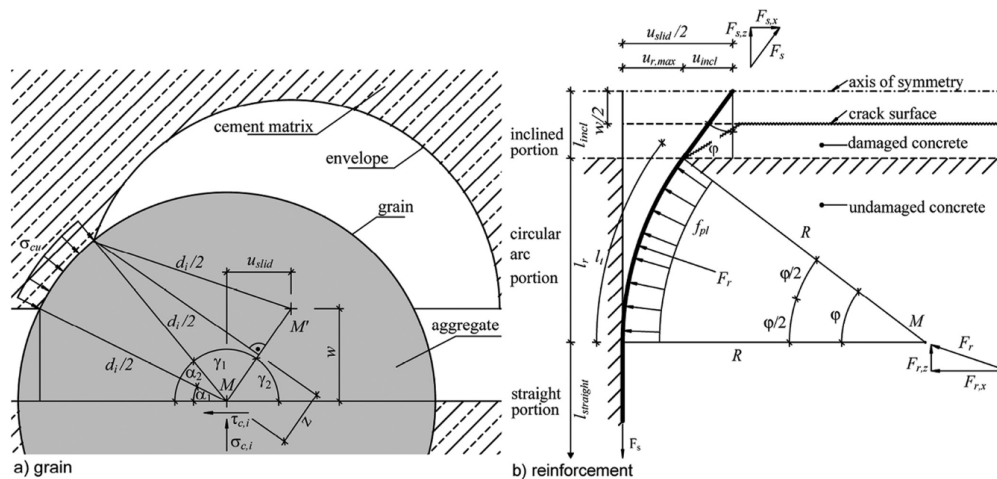 cement matrix
envelope
grain
σcu
di/2
uslid
di/2
M'
w
di/2
aggregate
γ1
α2
γ2
α1
M
z
τc,i
σc,i
a) grain
Fs,x
uslid/2
Fs,z
Fs
ur,max
uincl
axis of symmetry
w/2
crack surface
inclined portion
lincl
φ
damaged concrete
undamaged concrete
circular arc portion
lr
lt
fpl
R
Fr
φ/2
φ
φ/2
M
R
Fr
Fr,z
Fr,x
straight portion
lstraight
Fs
b) reinforcement